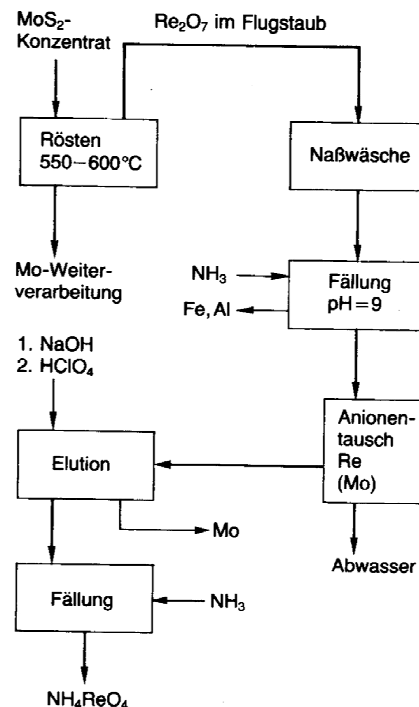 MoS₂-
Konzentrat
Re₂O₇ im Flugstaub
Rösten
550–600°C
Naßwäsche
Mo-Weiter-
verarbeitung
NH₃
Fe, Al
Fällung
pH=9
1. NaOH
2. HClO₄
Anionen-
tausch
Re
(Mo)
Elution
Mo
Abwasser
Fällung
NH₃
NH₄ReO₄